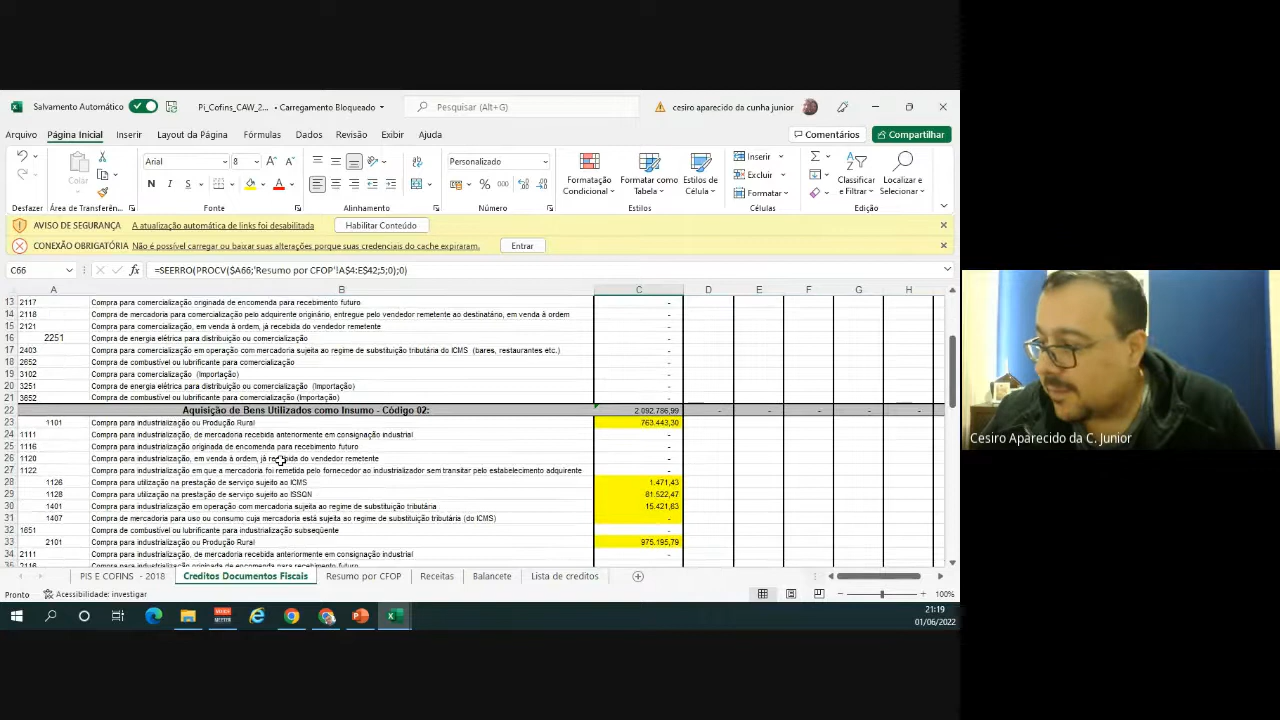 Salvamento Automático
Pi_Cofins_CAW_2... • Carregamento Bloqueado
Pesquisar (Alt+G)
cesiro aparecido da cunha junior
Arquivo Página Inicial Inserir Layout da Página Fórmulas Dados Revisão Exibir Ajuda
Comentários Compartilhar
Desfazer
Colar
Área de Transferên...
Arial 8
N I S
Fonte
Alinhamento
Personalizado
% 000
Número
Formatação Condicional
Formatar como Tabela
Estilos de Célula
Estilos
Inserir
Excluir
Formatar
Células
Classificar e Filtrar
Localizar e Selecionar
Edição
AVISO DE SEGURANÇA A atualização automática de links foi desabilitada Habilitar Conteúdo
CONEXÃO OBRIGATÓRIA Não é possível carregar ou baixar suas alterações porque suas credenciais do cache expiraram. Entrar
C66 fx =SEERRO(PROCV($A66;'Resumo por CFOP'!A$4:E$42;5;0);0)
A B C D E F G H
13 2117 Compra para comercialização originada de encomenda para recebimento futuro -
14 2118 Compra de mercadoria para comercialização pelo adquirente originário, entregue pelo vendedor remetente ao destinatário, em venda à ordem -
15 2121 Compra para comercialização, em venda à ordem, já recebida do vendedor remetente -
16 2251 Compra de energia elétrica para distribuição ou comercialização -
17 2403 Compra para comercialização em operação com mercadoria sujeita ao regime de substituição tributária do ICMS (bares, restaurantes etc.) -
18 2652 Compra de combustível ou lubrificante para comercialização -
19 3102 Compra para comercialização (Importação) -
20 3251 Compra de energia elétrica para distribuição ou comercialização (Importação) -
21 3652 Compra de combustível ou lubrificante para comercialização (Importação) -
22 Aquisição de Bens Utilizados como Insumo - Código 02: 2.092.786,99 - - - - -
23 1101 Compra para industrialização ou Produção Rural 763.443,30
24 1111 Compra para industrialização, de mercadoria recebida anteriormente em consignação industrial -
25 1116 Compra para industrialização originada de encomenda para recebimento futuro -
26 1120 Compra para industrialização, em venda à ordem, já recebida do vendedor remetente -
27 1122 Compra para industrialização em que a mercadoria foi remetida pelo fornecedor ao industrializador sem transitar pelo estabelecimento adquirente -
28 1126 Compra para utilização na prestação de serviço sujeito ao ICMS 1.471,43
29 1128 Compra para utilização na prestação de serviço sujeito ao ISSQN 81.522,47
30 1401 Compra para industrialização em operação com mercadoria sujeita ao regime de substituição tributária 15.421,63
31 1407 Compra de mercadoria para uso ou consumo cuja mercadoria está sujeita ao regime de substituição tributária (do ICMS) -
32 1651 Compra de combustível ou lubrificante para industrialização subseqüente -
33 2101 Compra para industrialização ou Produção Rural 975.195,79
34 2111 Compra para industrialização, de mercadoria recebida anteriormente em consignação industrial -
PIS E COFINS - 2018 Creditos Documentos Fiscais Resumo por CFOP Receitas Balancete Lista de creditos
Pronto Acessibilidade: investigar 100%
21:19
01/06/2022
Cesiro Aparecido da C. Junior